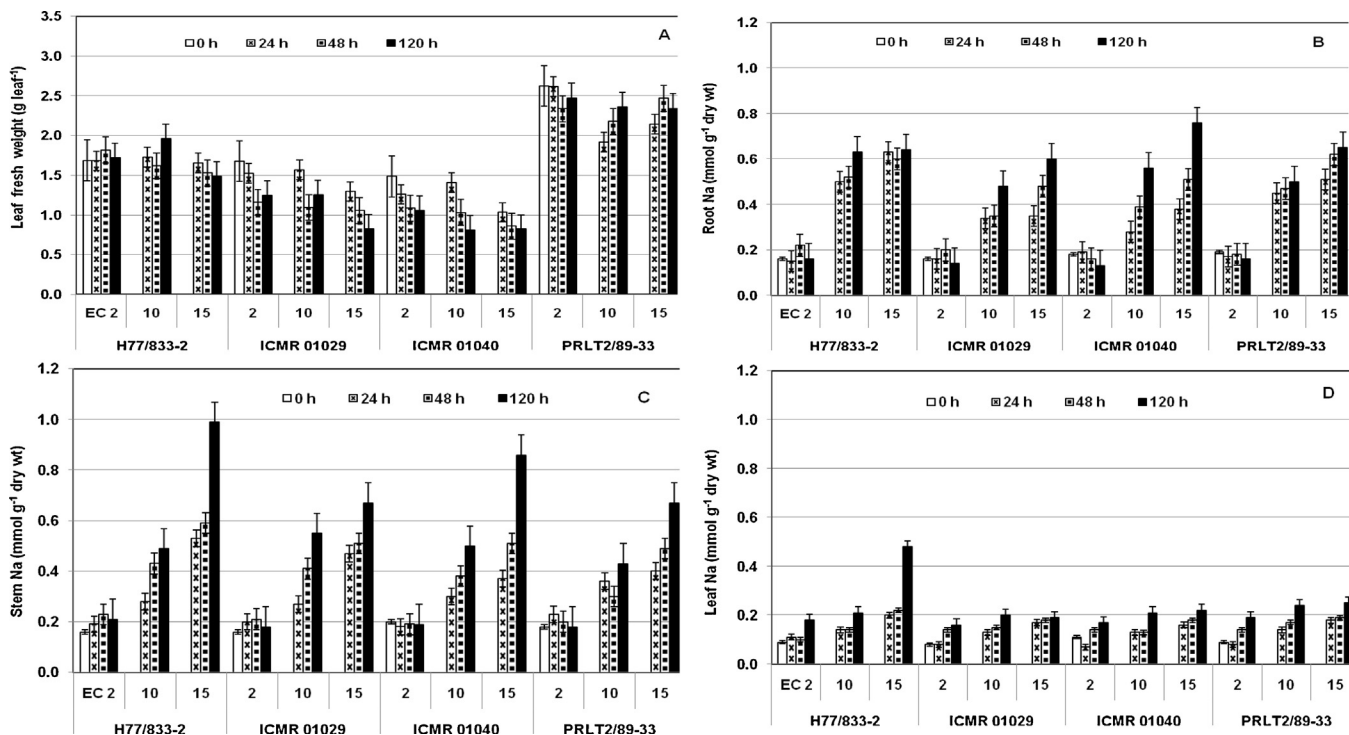 A
0 h 24 h 48 h 120 h
Leaf fresh weight (g leaf⁻¹)
3.5
3.0
2.5
2.0
1.5
1.0
0.5
0.0
EC 2 10 15 2 10 15 2 10 15 2 10 15
H77/833-2 ICMR 01029 ICMR 01040 PRLT2/89-33
B
0 h 24 h 48 h 120 h
Root Na (mmol g⁻¹ dry wt)
1.2
1.0
0.8
0.6
0.4
0.2
0.0
EC 2 10 15 2 10 15 2 10 15 2 10 15
H77/833-2 ICMR 01029 ICMR 01040 PRLT2/89-33
C
0 h 24 h 48 h 120 h
Stem Na (mmol g⁻¹ dry wt)
1.2
1.0
0.8
0.6
0.4
0.2
0.0
EC 2 10 15 2 10 15 2 10 15 2 10 15
H77/833-2 ICMR 01029 ICMR 01040 PRLT2/89-33
D
0 h 24 h 48 h 120 h
Leaf Na (mmol g⁻¹ dry wt)
1.2
1.0
0.8
0.6
0.4
0.2
0.0
EC 2 10 15 2 10 15 2 10 15 2 10 15
H77/833-2 ICMR 01029 ICMR 01040 PRLT2/89-33